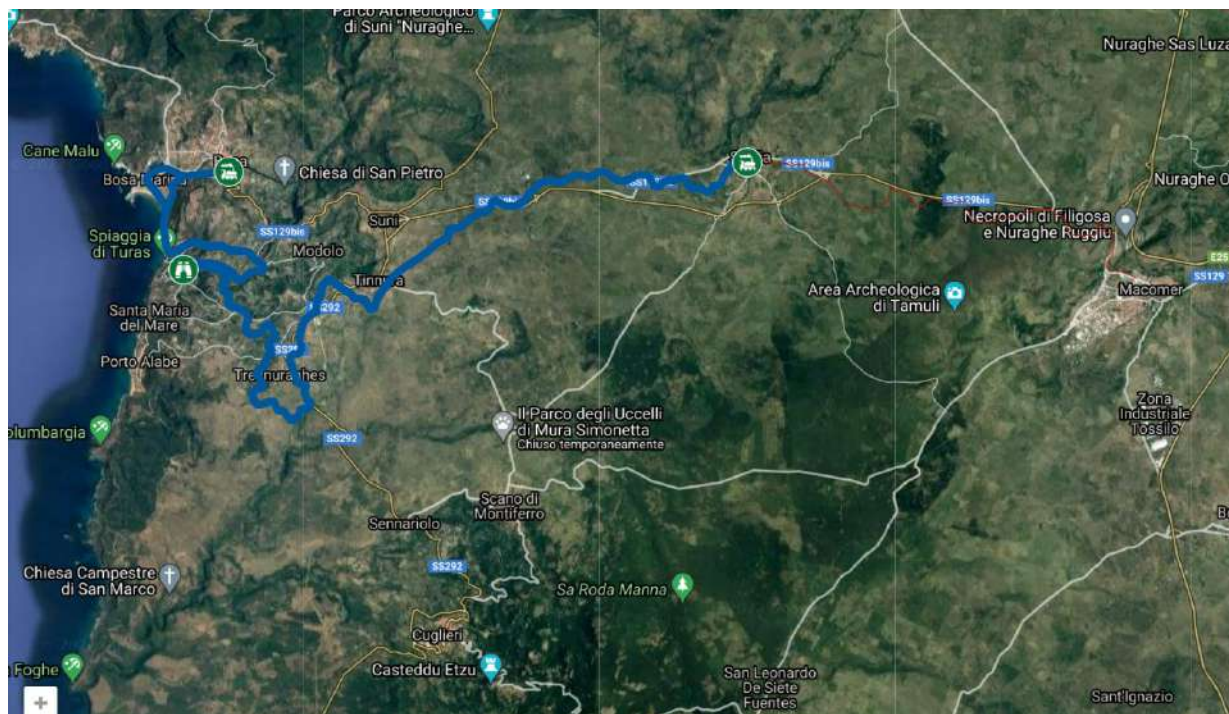 Parco Archeologico
di Suni "Nuraghe...
Nuraghe Sas Luza
Cane Malu
Chiesa di San Pietro
SS129bis
Nuraghe O
Bosa Marina
SS129bis
Necropoli di Filigosa
e Nuraghe Ruggiu
Suni
SS129bis
Spiaggia
di Turas
Modolo
E25
SS129
Tinnura
Area Archeologica
di Tamuli
Macomer
Santa Maria
del Mare
SS292
Porto Alabe
Tresnuraghes
Il Parco degli Uccelli
di Mura Simonetta
Chiuso temporaneamente
Zona
Industriale
Tossilo
SS292
Scano di
Montiferro
Sennariolo
SS292
Chiesa Campestre
di San Marco
Sa Roda Manna
Cuglieri
Casteddu Etzu
Foghe
San Leonardo
De Siete
Fuentes
Sant'Ignazio
+